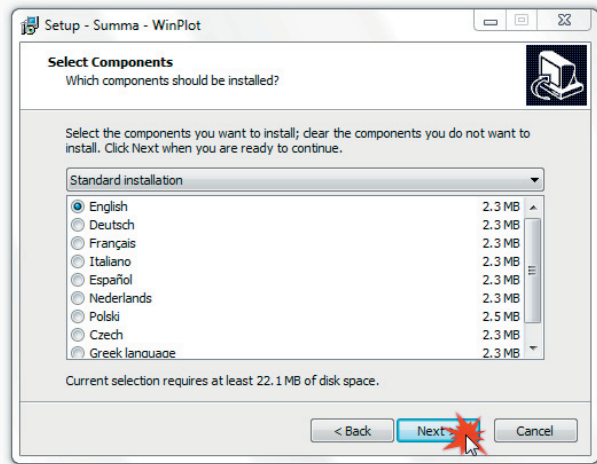 Setup - Summa - WinPlot
Select Components
Which components should be installed?
Select the components you want to install; clear the components you do not want to
install. Click Next when you are ready to continue.
Standard installation
English 2.3 MB
Deutsch 2.3 MB
Français 2.3 MB
Italiano 2.3 MB
Español 2.3 MB
Nederlands 2.3 MB
Polski 2.5 MB
Czech 2.3 MB
Greek language 2.3 MB
Current selection requires at least 22.1 MB of disk space.
< Back Next > Cancel